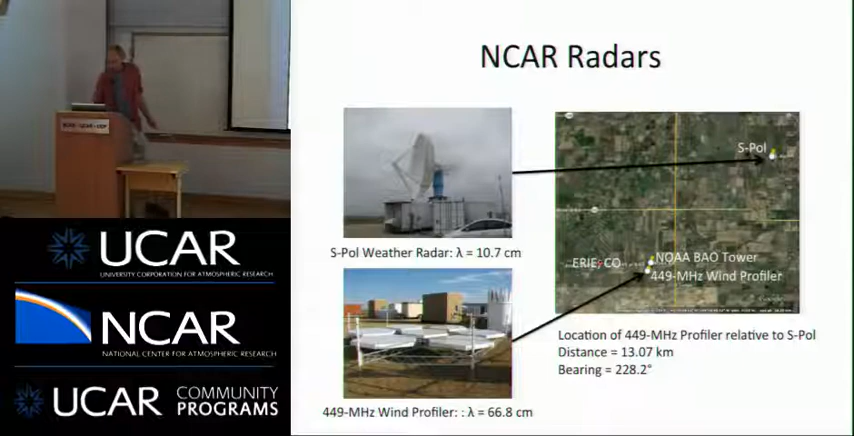 NCAR Radars
S-Pol
S-Pol Weather Radar: λ = 10.7 cm
ERIE, CO
NOAA BAO Tower
449-MHz Wind Profiler
Location of 449-MHz Profiler relative to S-Pol
Distance = 13.07 km
Bearing = 228.2°
449-MHz Wind Profiler: : λ = 66.8 cm
UCAR
UNIVERSITY CORPORATION FOR ATMOSPHERIC RESEARCH
NCAR
NATIONAL CENTER FOR ATMOSPHERIC RESEARCH
UCAR COMMUNITY
PROGRAMS